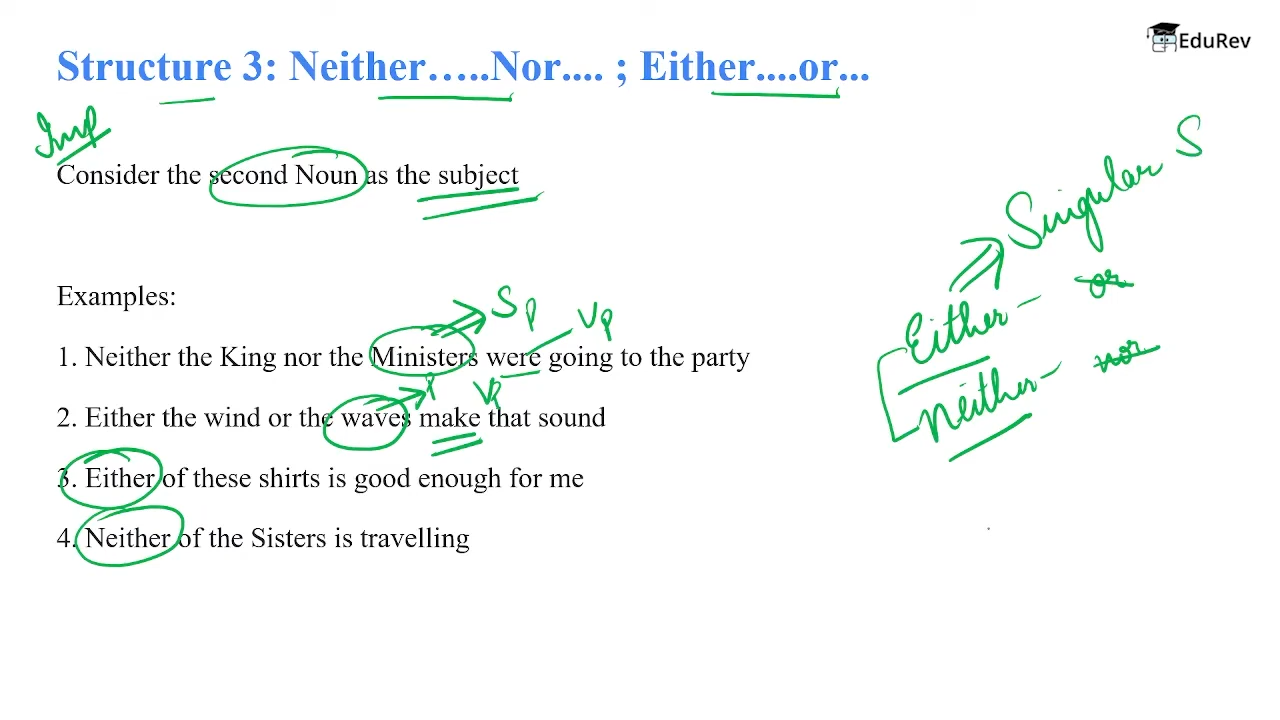 EduRev
Structure 3: Neither…..Nor.... ; Either....or...
Imp
Consider the second Noun as the subject
Singular S
Examples:
Either - or
S P
VP
1. Neither the King nor the Ministers were going to the party
Neither - nor
P
VP
2. Either the wind or the waves make that sound
3. Either of these shirts is good enough for me
4. Neither of the Sisters is travelling